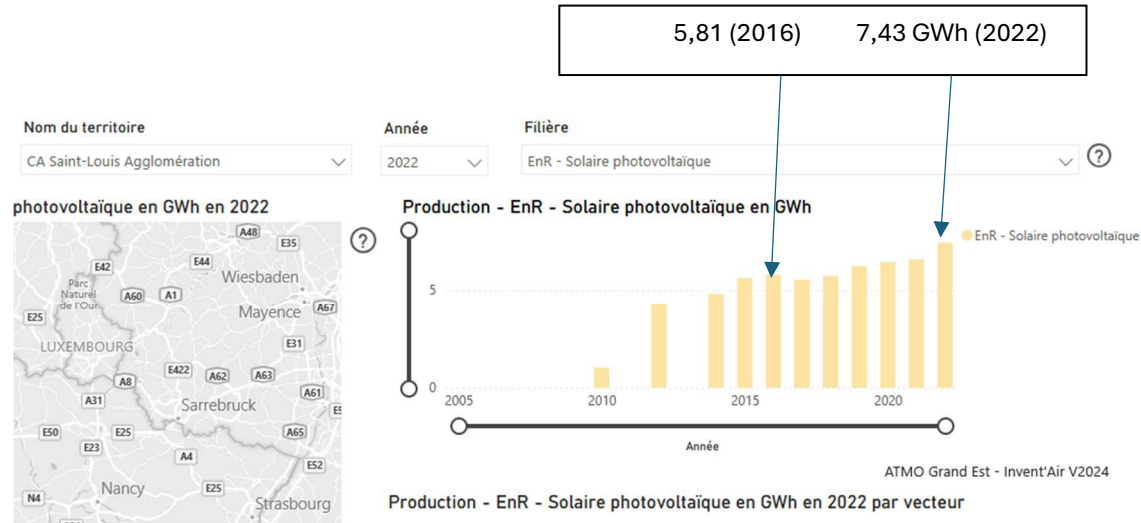 5,81 (2016) 7,43 GWh (2022)
Nom du territoire
Année
Filière
CA Saint-Louis Agglomération
2022
EnR - Solaire photovoltaïque
?
photovoltaïque en GWh en 2022
?
Production - EnR - Solaire photovoltaïque en GWh
EnR - Solaire photovoltaïque
5
0
2005 2010 2015 2020
Année
ATMO Grand Est - Invent'Air V2024
Production - EnR - Solaire photovoltaïque en GWh en 2022 par vecteur
A48
E35
E42
E44
Wiesbaden
Parc
Naturel
de l'Our
A60
A1
Mayence
A67
E25
LUXEMBOURG
E31
E422
A62
A63
A8
A61
A31
Sarrebruck
E50
E25
A65
E23
A4
E52
Nancy
E25
N4
Strasbourg